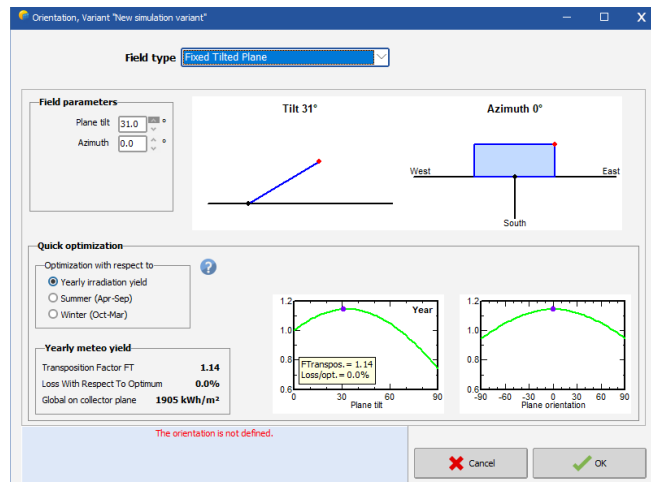 Orientation, Variant "New simulation variant"
Field type Fixed Tilted Plane
Field parameters
Plane tilt 31.0 °
Azimuth 0.0 °
Tilt 31°
Azimuth 0°
West
East
South
Quick optimization
Optimization with respect to
Yearly irradiation yield
Summer (Apr-Sep)
Winter (Oct-Mar)
?
Yearly meteo yield
Transposition Factor FT 1.14
Loss With Respect To Optimum 0.0%
Global on collector plane 1905 kWh/m²
1.2
1.0
0.8
0.6
Year
FTranspos. = 1.14
Loss/opt. = 0.0%
0 30 60 90
Plane tilt
1.2
1.0
0.8
0.6
-90 -60 -30 0 30 60 90
Plane orientation
The orientation is not defined.
Cancel
OK